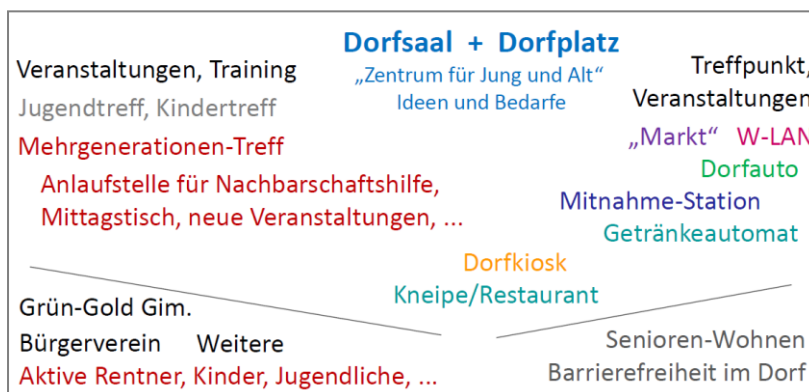 Dorfsaal + Dorfplatz
„Zentrum für Jung und Alt“
Ideen und Bedarfe
Veranstaltungen, Training
Jugendtreff, Kindertreff
Mehrgenerationen-Treff
Anlaufstelle für Nachbarschaftshilfe,
Mittagstisch, neue Veranstaltungen, ...
Treffpunkt,
Veranstaltungen
„Markt“ W-LAN
Dorfauto
Mitnahme-Station
Getränkeautomat
Dorfkiosk
Kneipe/Restaurant
Grün-Gold Gim.
Bürgerverein Weitere
Aktive Rentner, Kinder, Jugendliche, ...
Senioren-Wohnen
Barrierefreiheit im Dorf